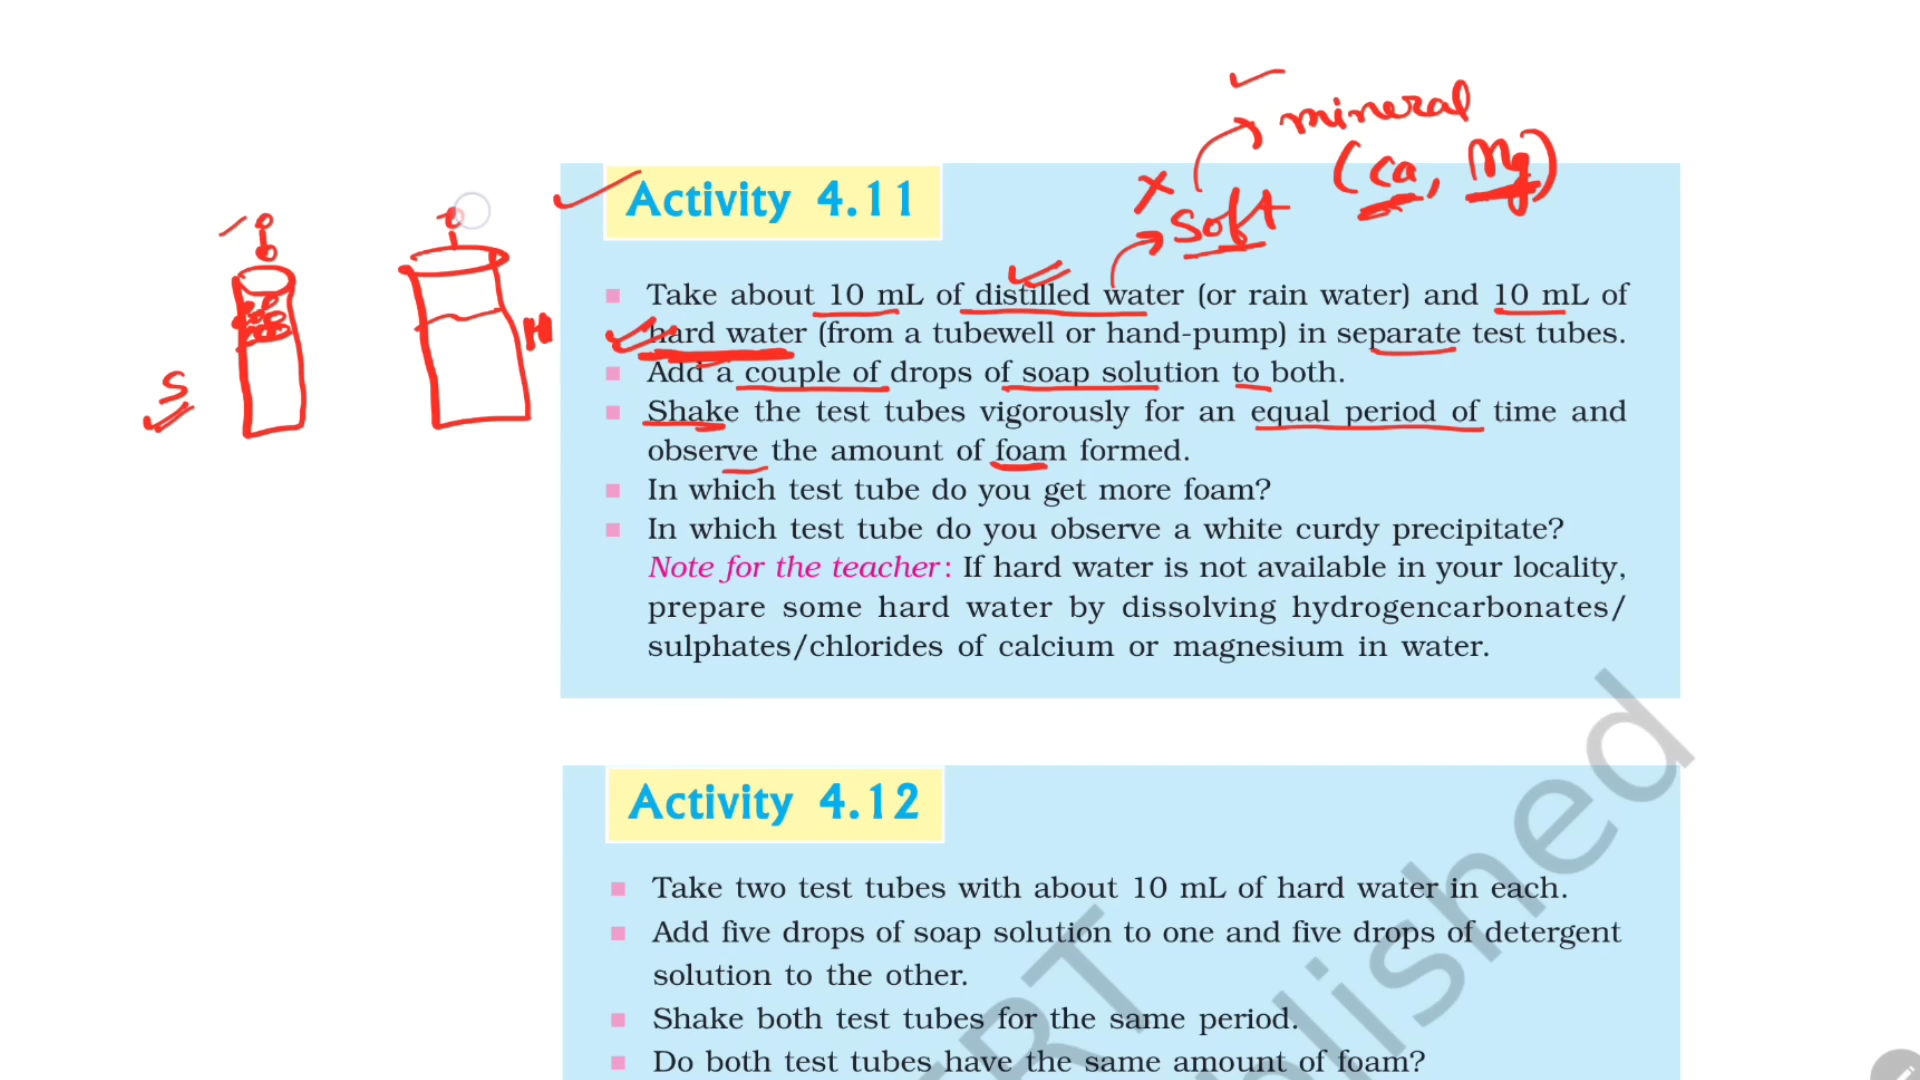 mineral
(Ca, Mg)
Activity 4.11
x
Soft
Take about 10 mL of distilled water (or rain water) and 10 mL of
hard water (from a tubewell or hand-pump) in separate test tubes.
Add a couple of drops of soap solution to both.
Shake the test tubes vigorously for an equal period of time and
observe the amount of foam formed.
In which test tube do you get more foam?
In which test tube do you observe a white curdy precipitate?
Note for the teacher: If hard water is not available in your locality,
prepare some hard water by dissolving hydrogencarbonates/
sulphates/chlorides of calcium or magnesium in water.
S
H
Activity 4.12
Take two test tubes with about 10 mL of hard water in each.
Add five drops of soap solution to one and five drops of detergent
solution to the other.
Shake both test tubes for the same period.
Do both test tubes have the same amount of foam?